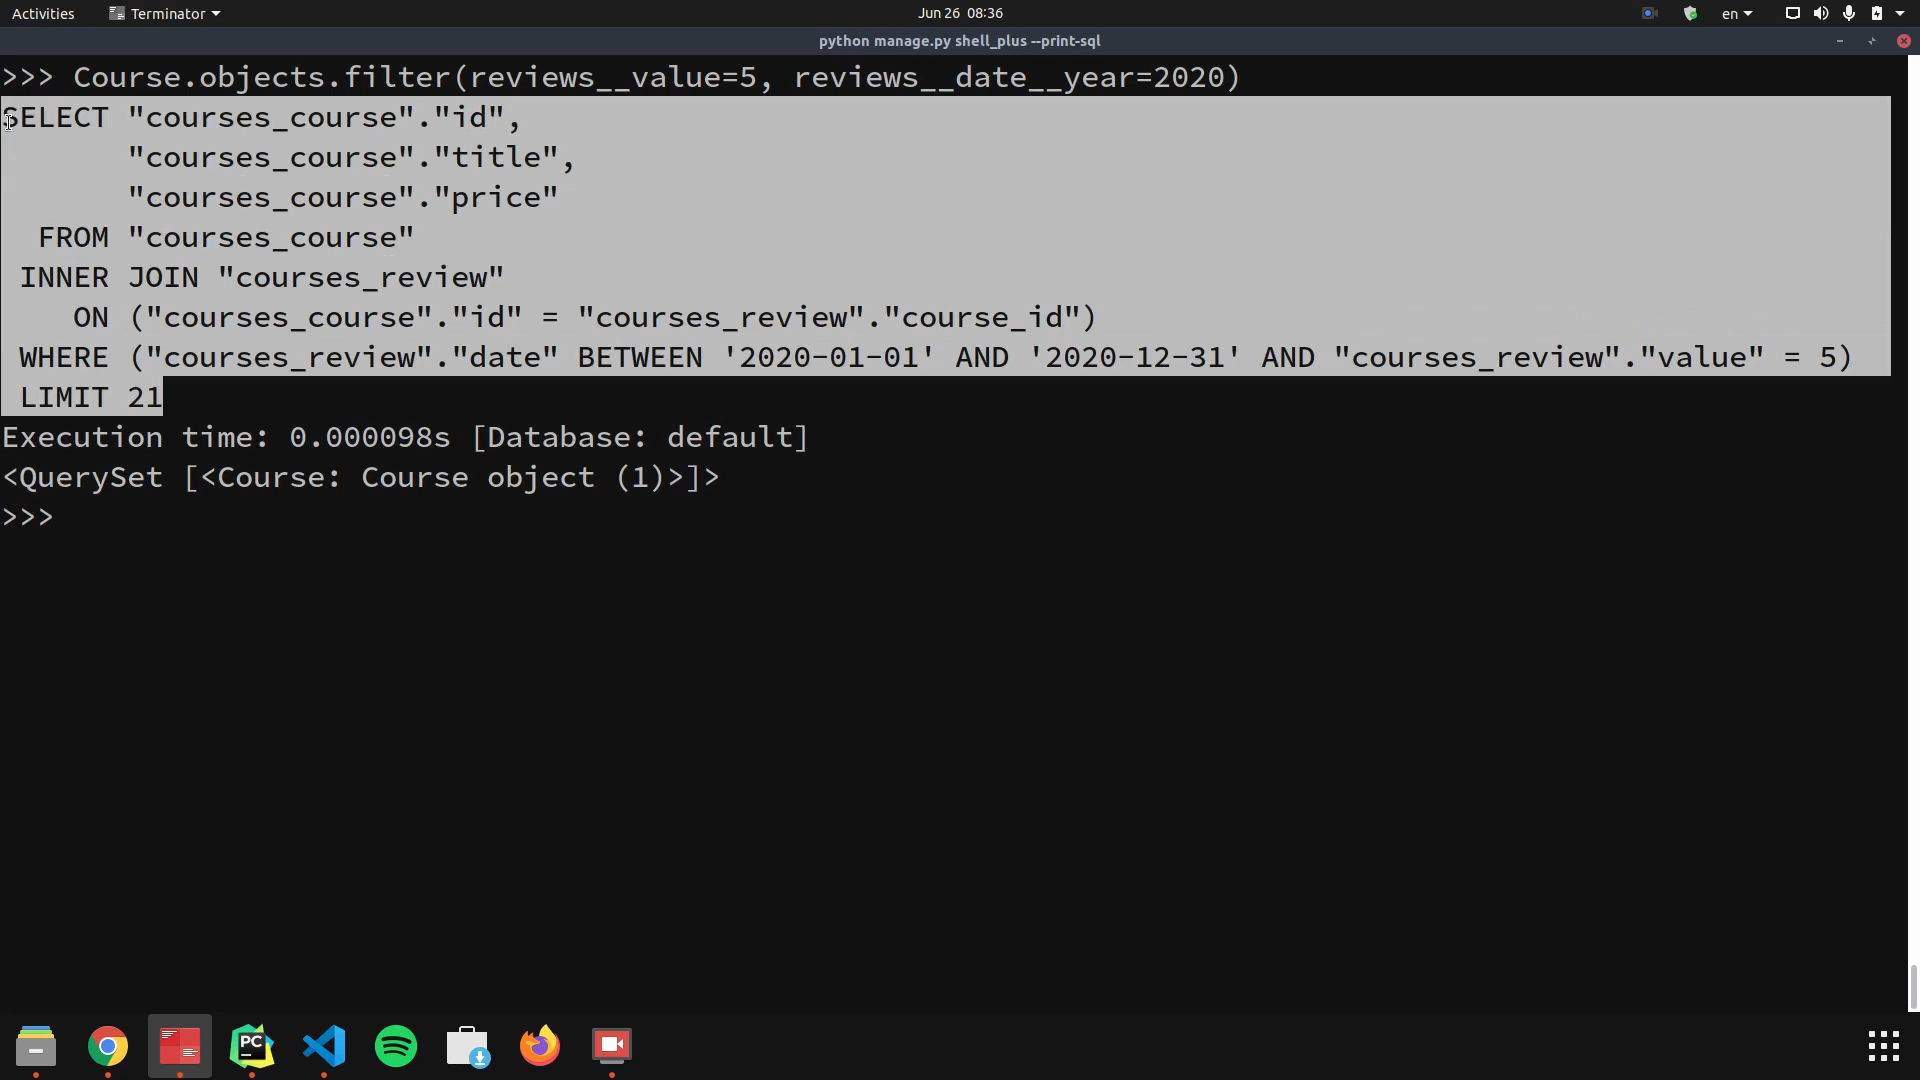 Activities Terminator Jun 26 08:36 en
python manage.py shell_plus --print-sql
>>> Course.objects.filter(reviews__value=5, reviews__date__year=2020)
SELECT "courses_course"."id",
       "courses_course"."title",
       "courses_course"."price"
  FROM "courses_course"
 INNER JOIN "courses_review"
    ON ("courses_course"."id" = "courses_review"."course_id")
 WHERE ("courses_review"."date" BETWEEN '2020-01-01' AND '2020-12-31' AND "courses_review"."value" = 5)
 LIMIT 21
Execution time: 0.000098s [Database: default]
<QuerySet [<Course: Course object (1)>]>
>>>
PC